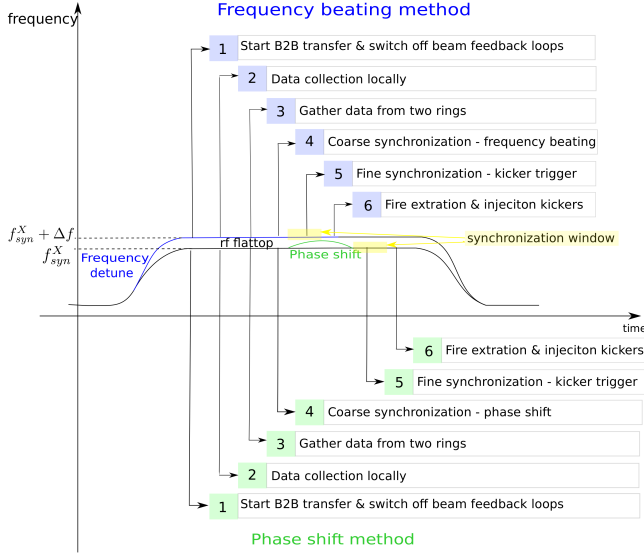 Frequency beating method
frequency
1 Start B2B transfer & switch off beam feedback loops
2 Data collection locally
3 Gather data from two rings
4 Coarse synchronization - frequency beating
5 Fine synchronization - kicker trigger
6 Fire extration & injeciton kickers
f_{syn}^X + Δf
rf flattop
synchronization window
f_{syn}^X
Frequency
detune
Phase shift
time
6 Fire extration & injeciton kickers
5 Fine synchronization - kicker trigger
4 Coarse synchronization - phase shift
3 Gather data from two rings
2 Data collection locally
1 Start B2B transfer & switch off beam feedback loops
Phase shift method